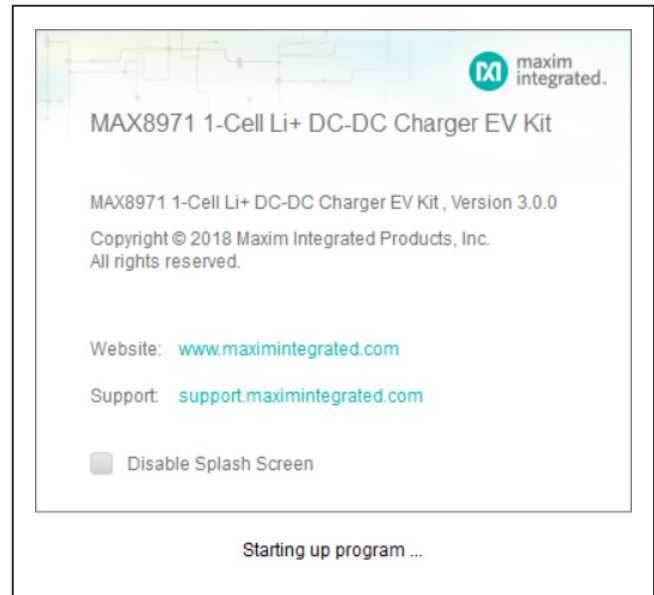 maxim
integrated™
MAX8971 1-Cell Li+ DC-DC Charger EV Kit
MAX8971 1-Cell Li+ DC-DC Charger EV Kit , Version 3.0.0
Copyright © 2018 Maxim Integrated Products, Inc.
All rights reserved.
Website: www.maximintegrated.com
Support: support.maximintegrated.com
Disable Splash Screen
Starting up program ...